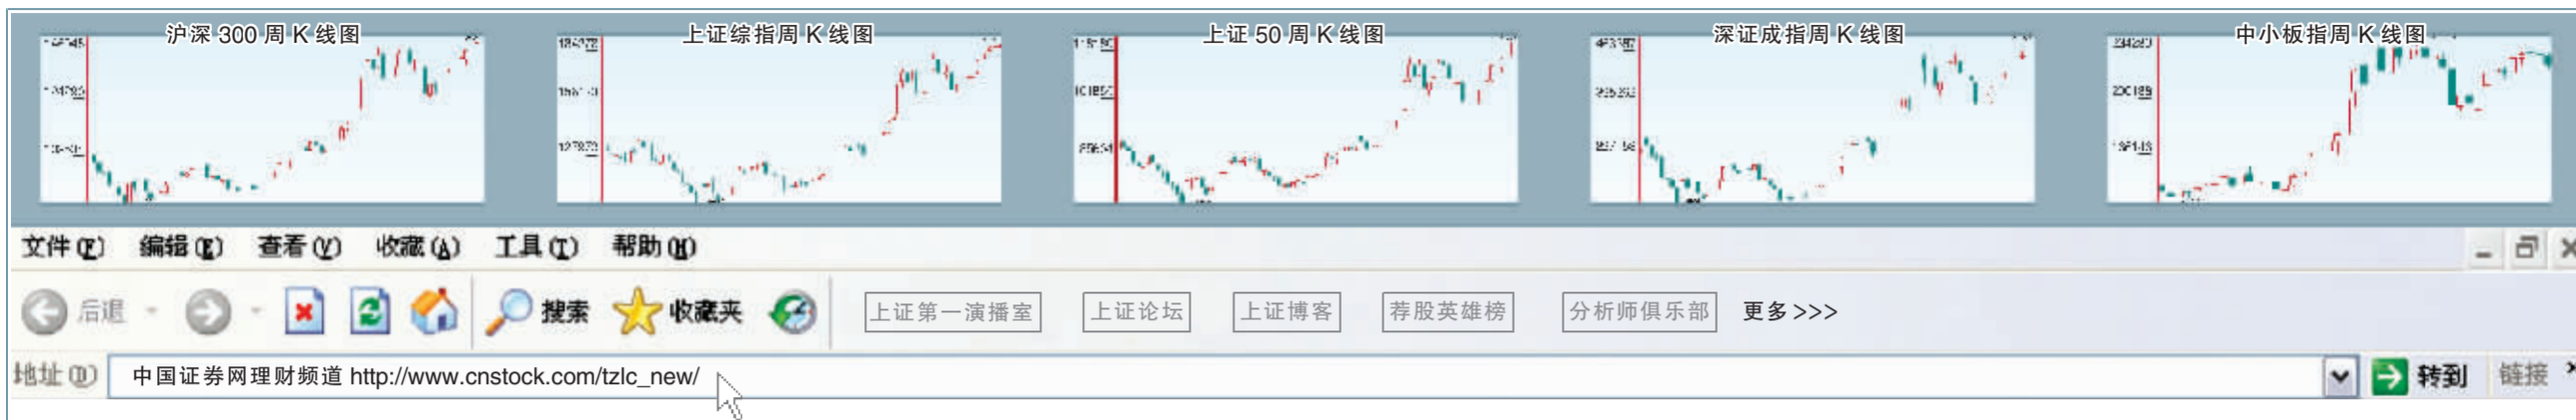 沪深 300 周 K 线图
上证综指周 K 线图
上证 50 周 K 线图
深证成指周 K 线图
中小板指周 K 线图
文件(F) 编辑(E) 查看(V) 收藏(A) 工具(T) 帮助(H)
后退 搜索 收藏夹 上证第一演播室 上证论坛 上证博客 荐股英雄榜 分析师俱乐部 更多>>>
地址(D) 中国证券网理财频道 http://www.cnstock.com/tzlc_new/ 转到 链接